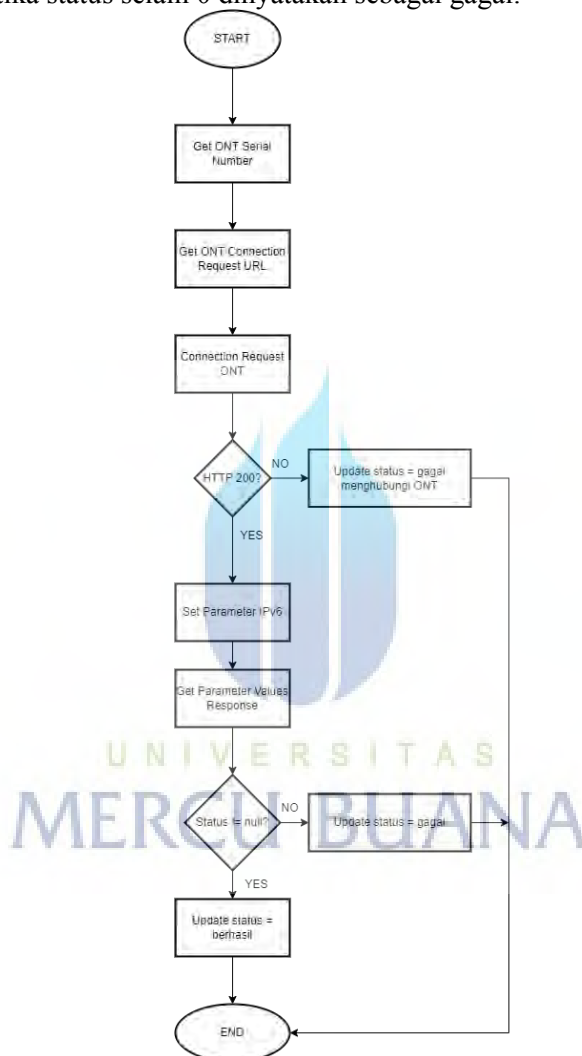 jika status selain 0 dinyatakan sebagai gagal.
START
Get ONT Serial
Number
Get ONT Connection
Request URL
Connection Request
ONT
HTTP 200?
NO
Update status = gagal
menghubungi ONT
YES
Set Parameter IPv6
Get Parameter Values
Response
UNIVERSITAS
MERCU BUANA
Status != null?
NO
Update status = gagal
YES
Update status =
berhasil
END